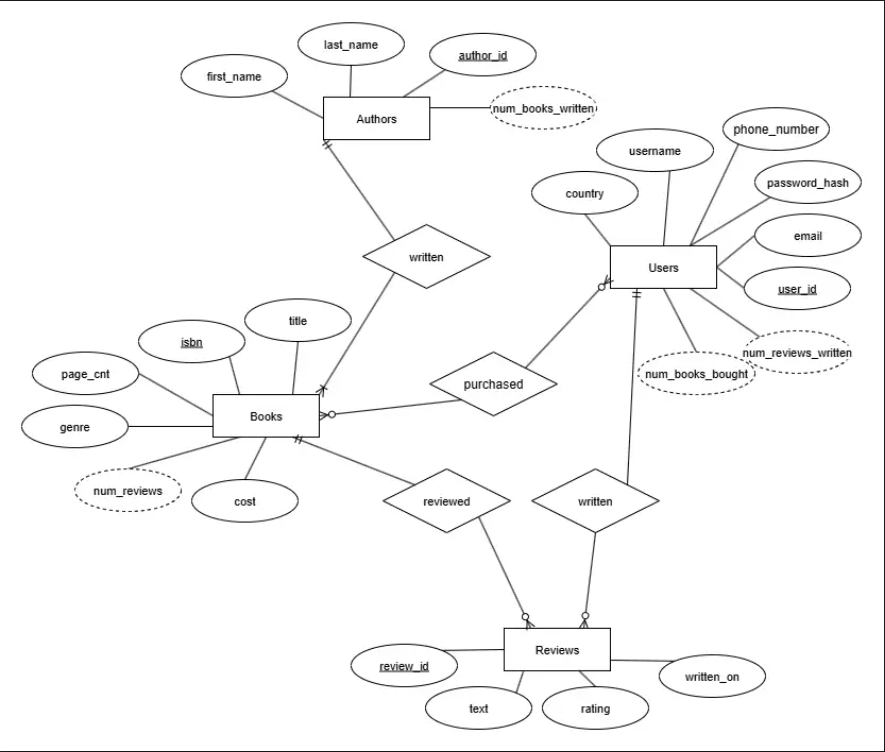 last_name
author_id
first_name
num_books_written
Authors
phone_number
username
password_hash
country
email
written
Users
user_id
title
isbn
num_reviews_written
page_cnt
num_books_bought
purchased
Books
genre
num_reviews
cost
reviewed
written
Reviews
review_id
written_on
text
rating